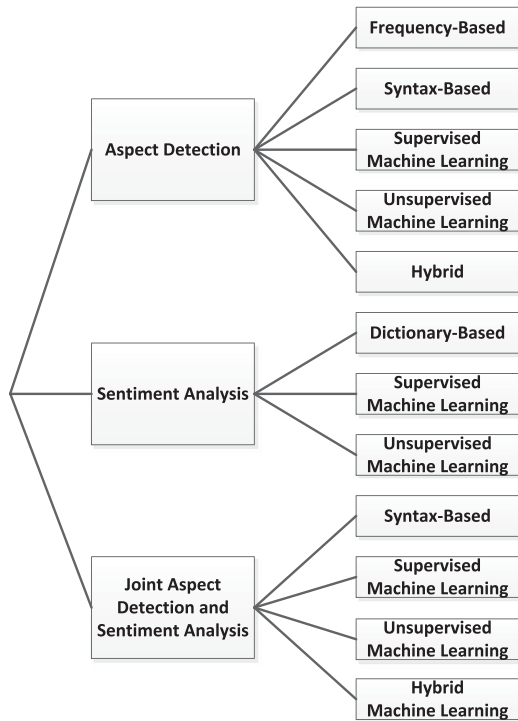 Aspect Detection
Frequency-Based
Syntax-Based
Supervised
Machine Learning
Unsupervised
Machine Learning
Hybrid
Sentiment Analysis
Dictionary-Based
Supervised
Machine Learning
Unsupervised
Machine Learning
Joint Aspect
Detection and
Sentiment Analysis
Syntax-Based
Supervised
Machine Learning
Unsupervised
Machine Learning
Hybrid
Machine Learning